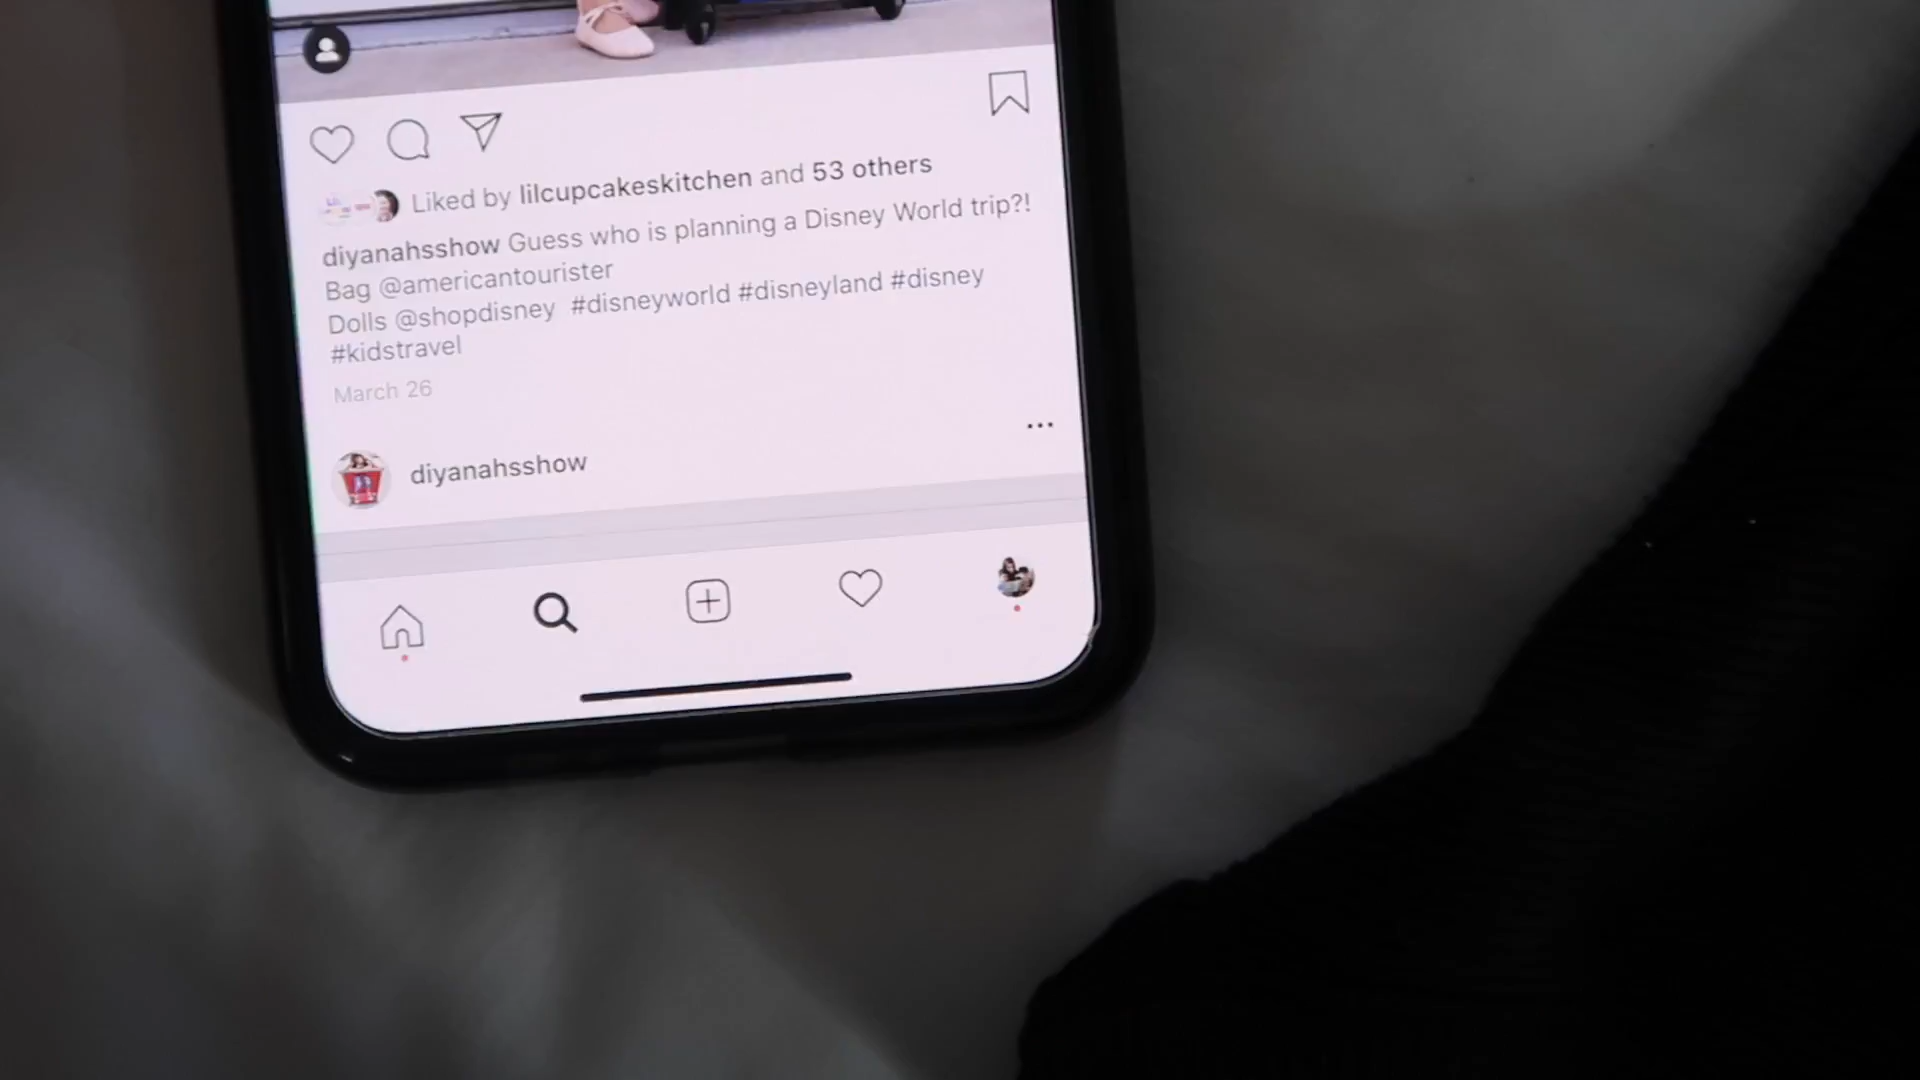 Liked by lilcupcakeskitchen and 53 others
diyanahsshow Guess who is planning a Disney World trip?!
Bag @americantourister
Dolls @shopdisney #disneyworld #disneyland #disney
#kidstravel
March 26
diyanahsshow